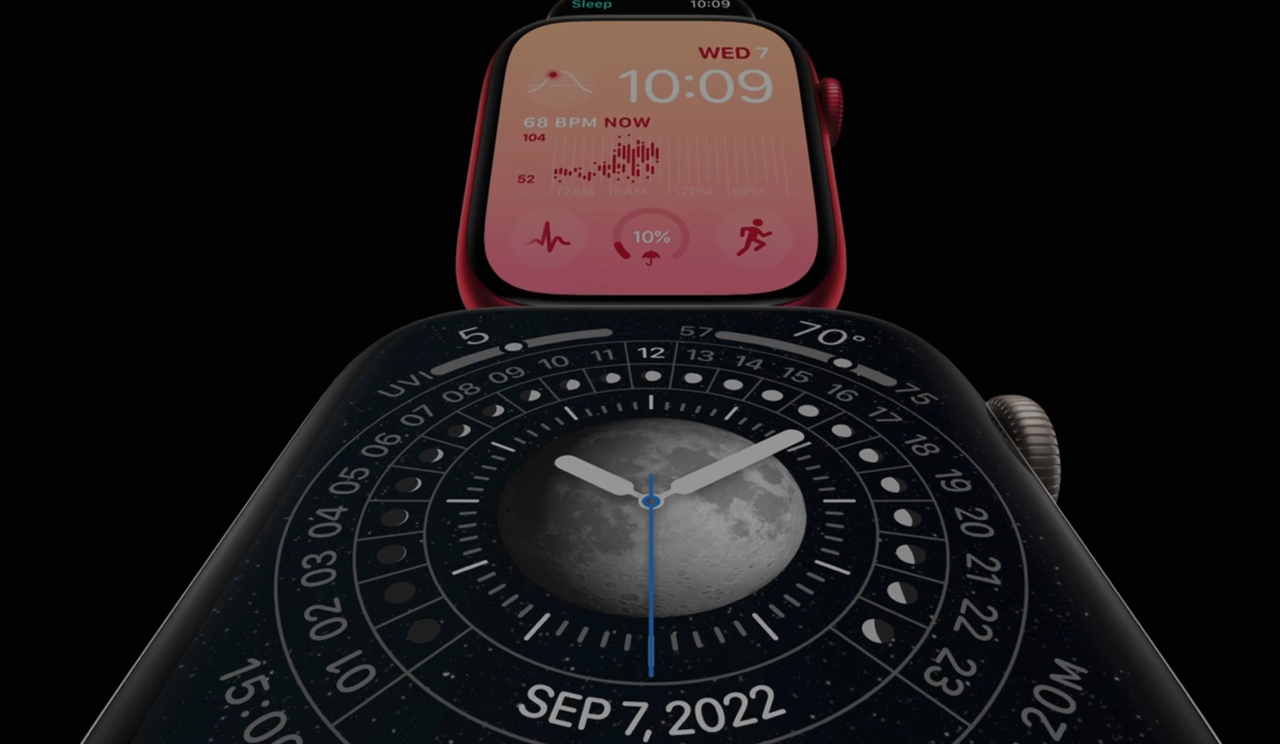 Sleep 10:09
WED 7
10:09
68 BPM NOW
104
52
12AM 6AM 12PM 6PM
10%
5 57 70°
UVI 75
01 02 03 04 05 06 07 08 09 10 11 12 13 14 15 16 17 18 19 20 21 22 23
15:00
20M
SEP 7, 2022